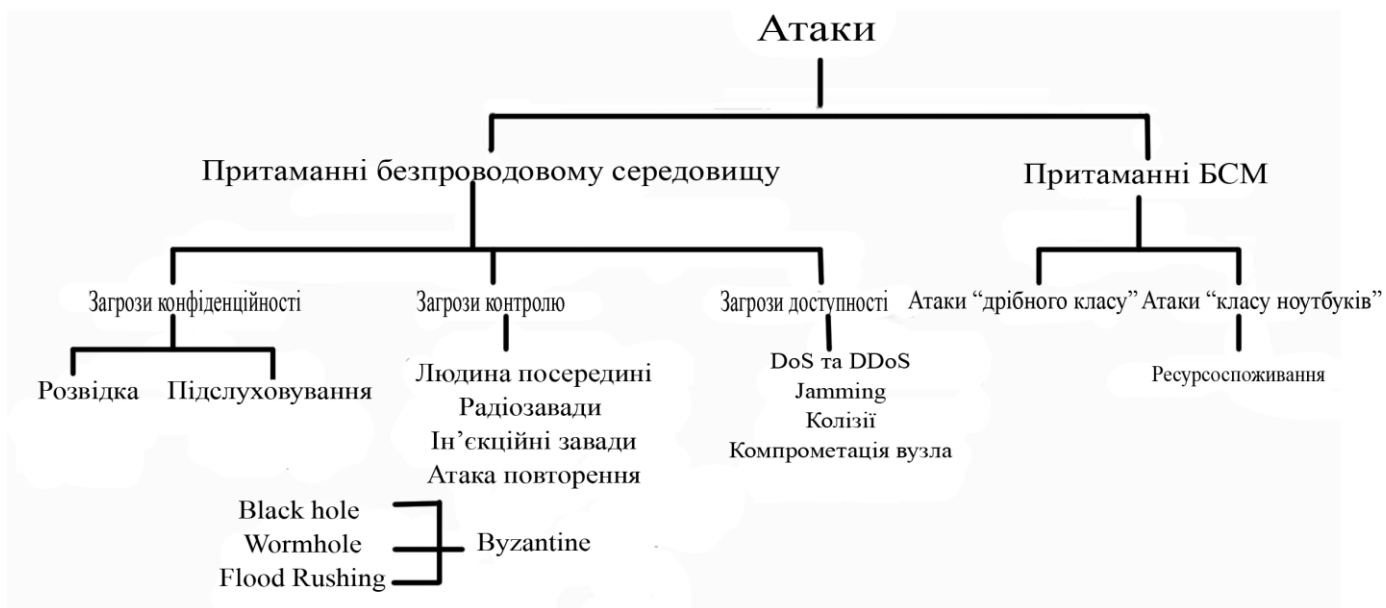 Атаки
Притаманні безпроводовому середовищу
Притаманні БСМ
Загрози конфіденційності
Загрози контролю
Загрози доступності
Атаки “дрібного класу”
Атаки “класу ноутбуків”
Розвідка
Підслуховування
Людина посередині
Радіозавади
Ін’єкційні завади
Атака повторення
DoS та DDoS
Jamming
Колізії
Компрометація вузла
Ресурсоспоживання
Black hole
Wormhole
Flood Rushing
Byzantine